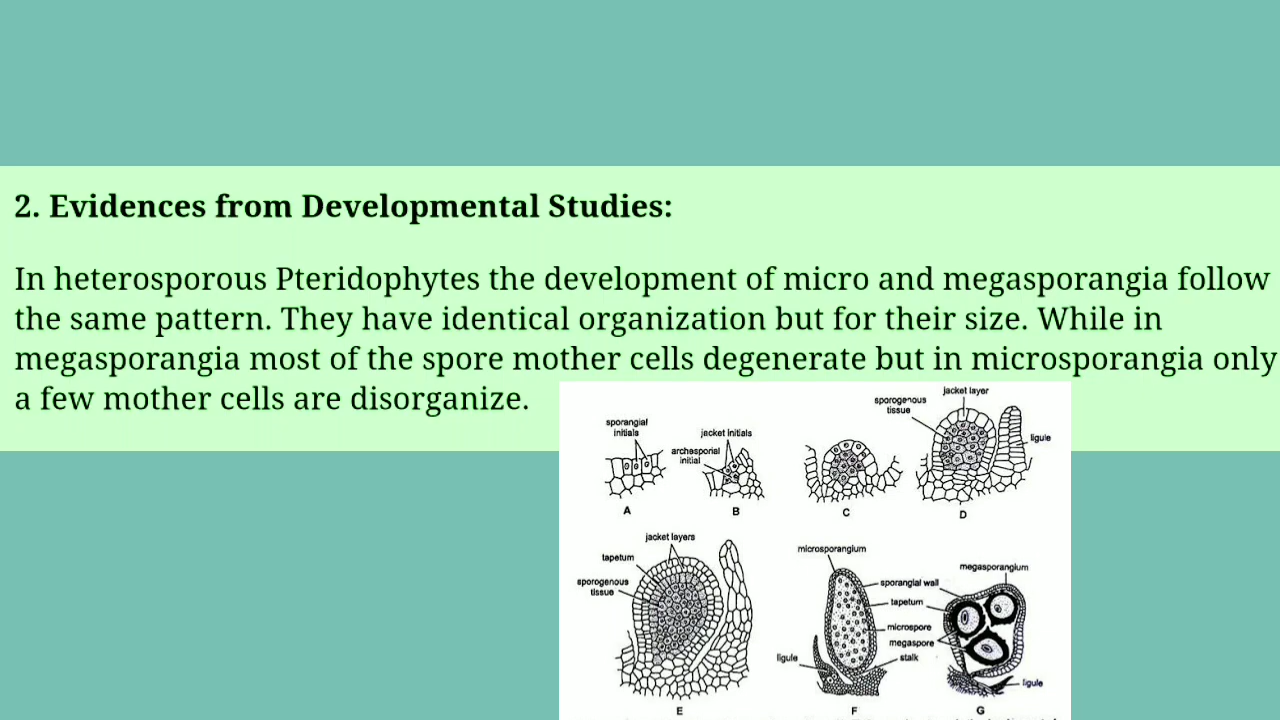 2. Evidences from Developmental Studies:
In heterosporous Pteridophytes the development of micro and megasporangia follow
the same pattern. They have identical organization but for their size. While in
megasporangia most of the spore mother cells degenerate but in microsporangia only
a few mother cells are disorganize.
jacket layer
sporogenous
tissue
sporangial
initials
jacket initials
archesporial
initial
ligule
A
B
C
D
jacket layers
tapetum
sporogenous
tissue
microsporangium
megasporangium
sporangial wall
tapetum
microspore
megaspore
ligule
stalk
ligule
E
F
G